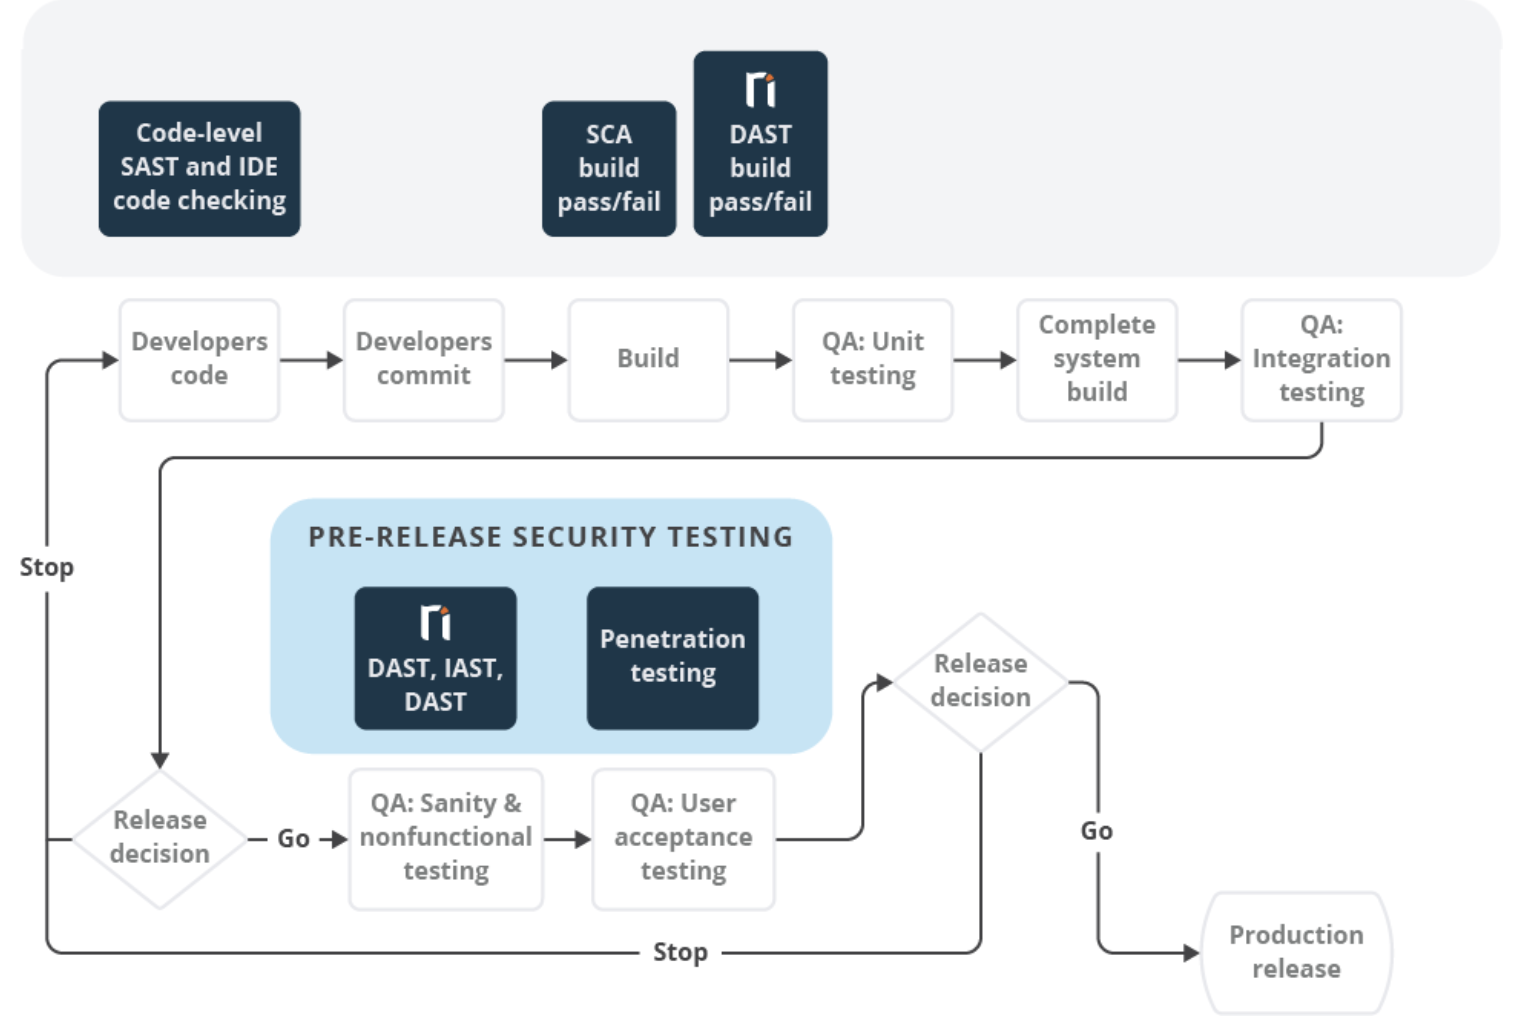 Code-level
SAST and IDE
code checking
SCA
build
pass/fail
DAST
build
pass/fail
Developers
code
Developers
commit
Build
QA: Unit
testing
Complete
system
build
QA:
Integration
testing
Stop
PRE-RELEASE SECURITY TESTING
DAST, IAST,
DAST
Penetration
testing
Release
decision
Release
decision
Go
QA: Sanity &
nonfunctional
testing
QA: User
acceptance
testing
Go
Stop
Production
release